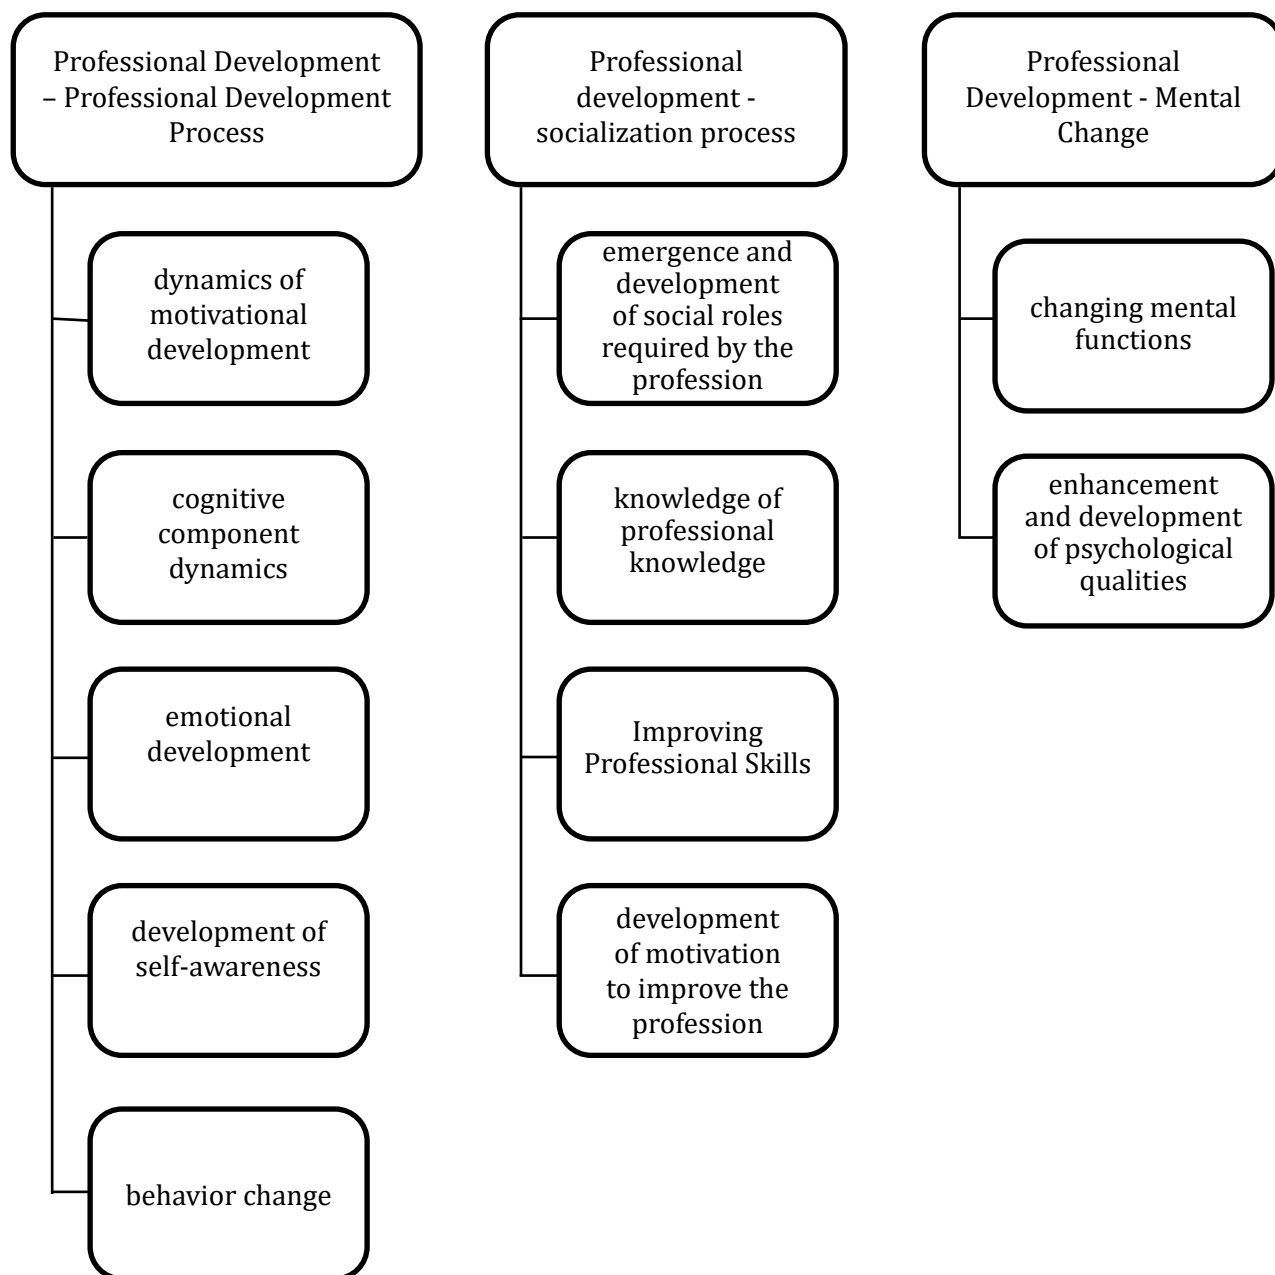 Professional Development
– Professional Development
Process
dynamics of
motivational
development
cognitive
component
dynamics
emotional
development
development of
self-awareness
behavior change
Professional
development -
socialization process
emergence and
development
of social roles
required by the
profession
knowledge of
professional
knowledge
Improving
Professional Skills
development
of motivation
to improve the
profession
Professional
Development - Mental
Change
changing mental
functions
enhancement
and development
of psychological
qualities